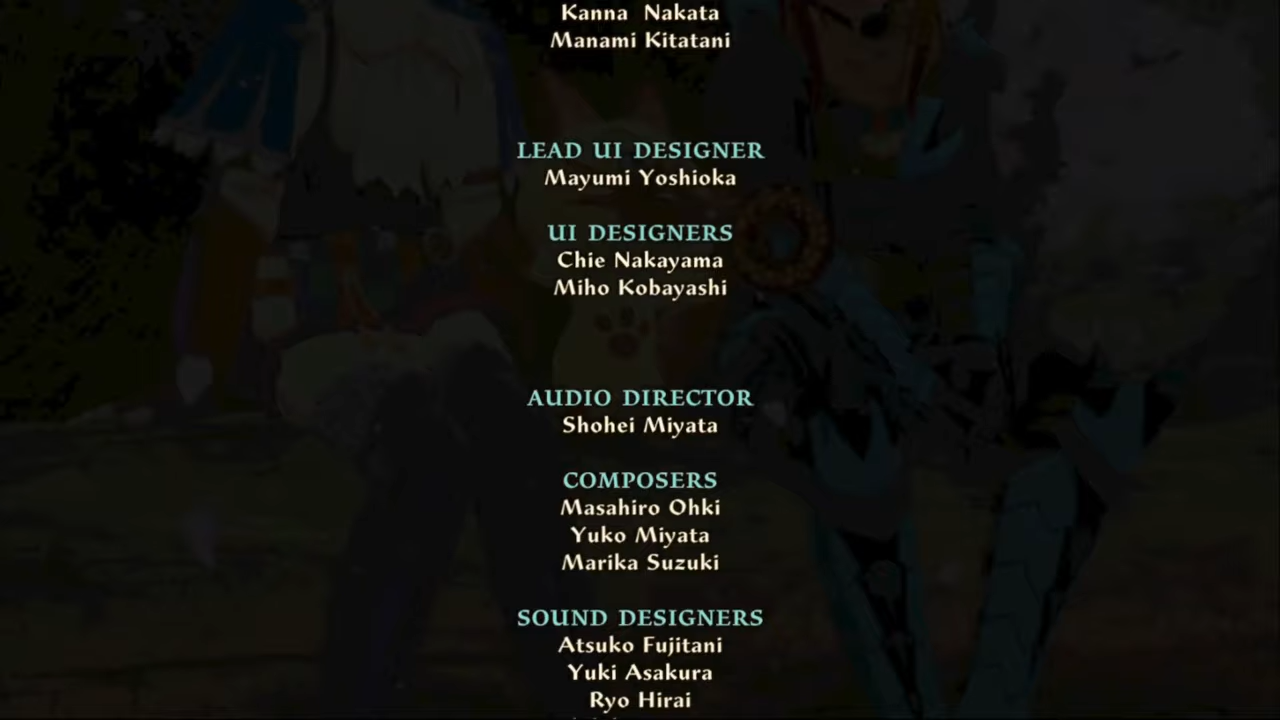 Kanna Nakata
Manami Kitatani
LEAD UI DESIGNER
Mayumi Yoshioka
UI DESIGNERS
Chie Nakayama
Miho Kobayashi
AUDIO DIRECTOR
Shohei Miyata
COMPOSERS
Masahiro Ohki
Yuko Miyata
Marika Suzuki
SOUND DESIGNERS
Atsuko Fujitani
Yuki Asakura
Ryo Hirai